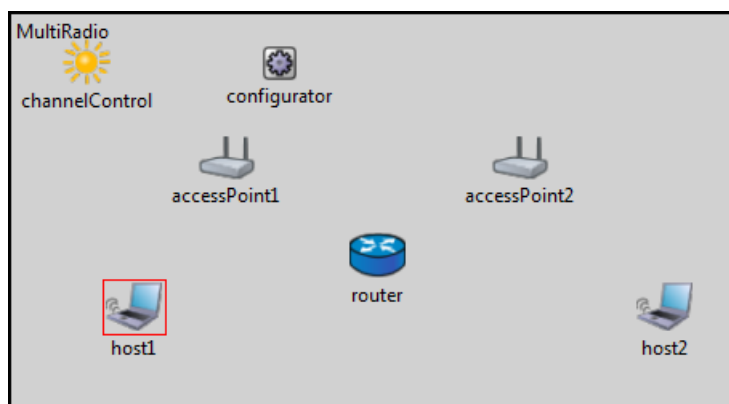 MultiRadio
channelControl
configurator
accessPoint1
accessPoint2
router
host1
host2